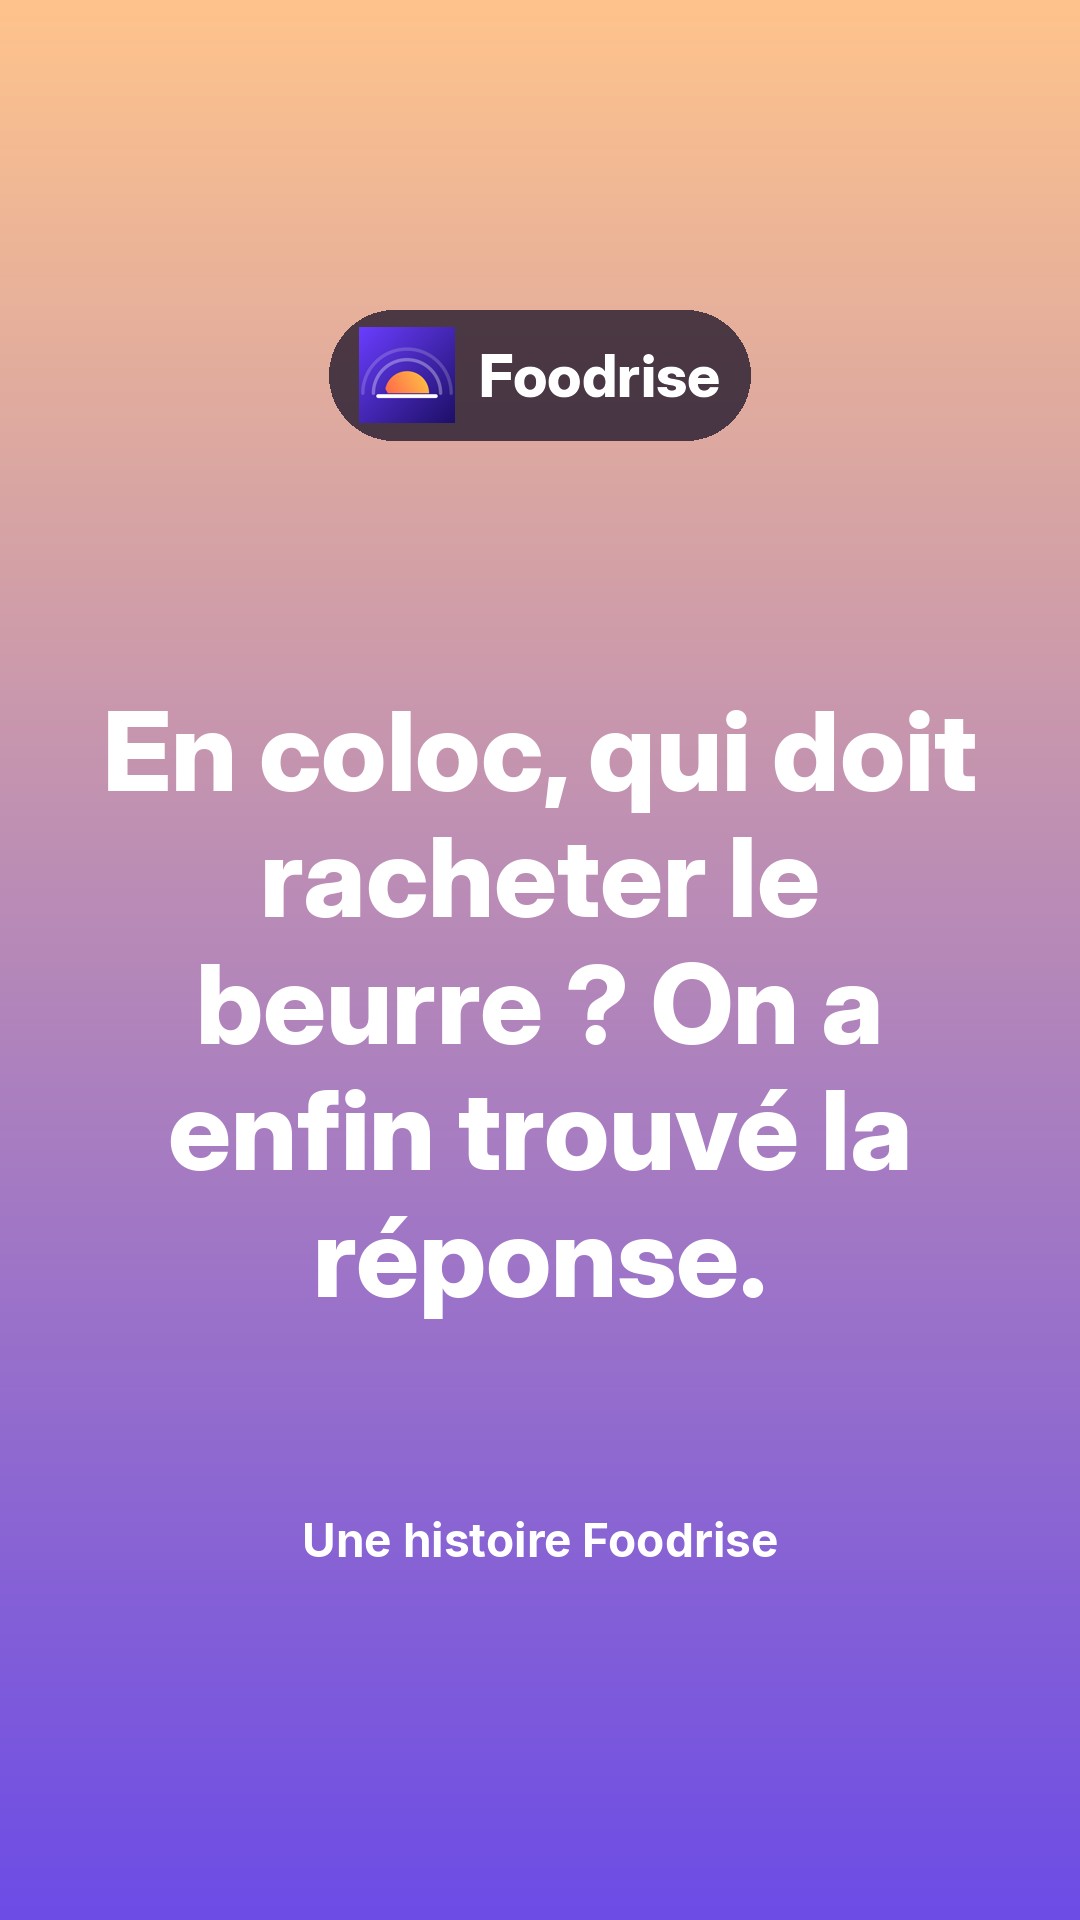 Foodrise
En coloc, qui doit
racheter le
beurre ? On a
enfin trouvé la
réponse.
Une histoire Foodrise